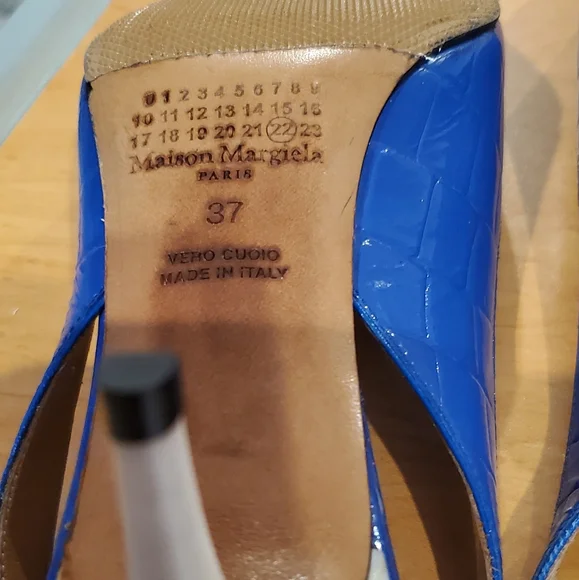 0 1 2 3 4 5 6 7 8 9
10 11 12 13 14 15 16
17 18 19 20 21 22 23
Maison Margiela
PARIS
37
VERO CUOIO
MADE IN ITALY